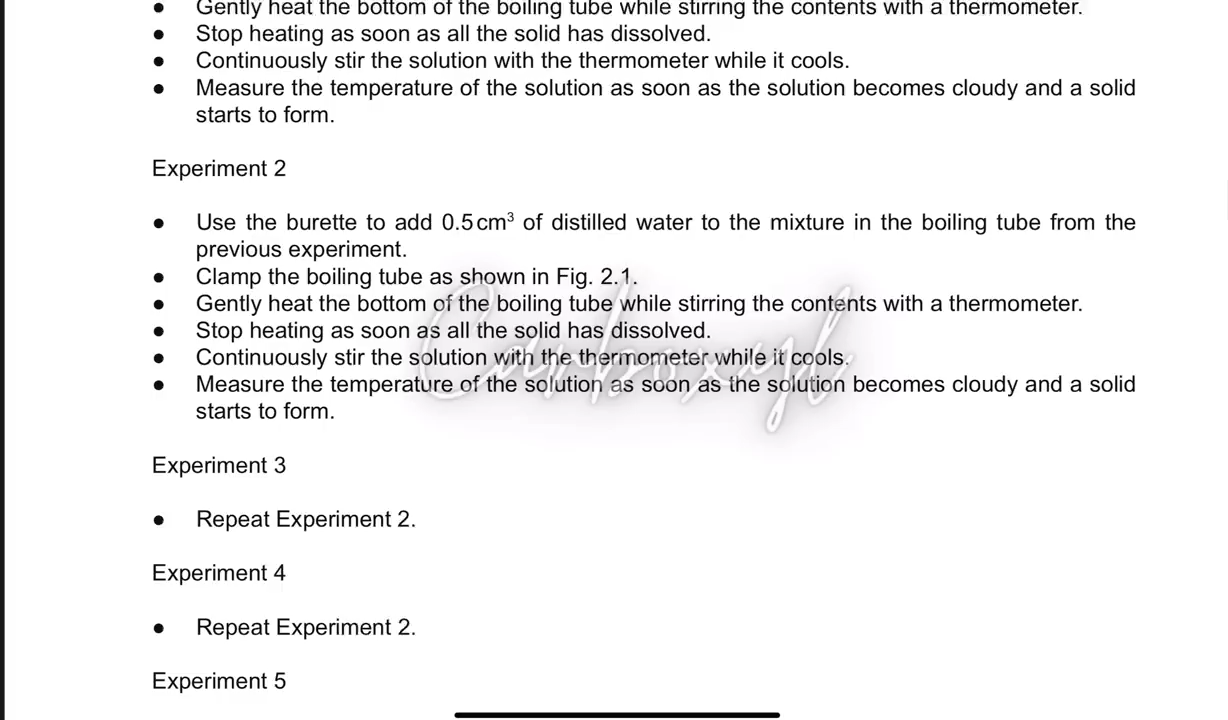 ● Gently heat the bottom of the boiling tube while stirring the contents with a thermometer.
● Stop heating as soon as all the solid has dissolved.
● Continuously stir the solution with the thermometer while it cools.
● Measure the temperature of the solution as soon as the solution becomes cloudy and a solid
starts to form.
Experiment 2
● Use the burette to add 0.5 cm³ of distilled water to the mixture in the boiling tube from the
previous experiment.
● Clamp the boiling tube as shown in Fig. 2.1.
● Gently heat the bottom of the boiling tube while stirring the contents with a thermometer.
● Stop heating as soon as all the solid has dissolved.
● Continuously stir the solution with the thermometer while it cools.
Carboxyl
● Measure the temperature of the solution as soon as the solution becomes cloudy and a solid
starts to form.
Experiment 3
● Repeat Experiment 2.
Experiment 4
● Repeat Experiment 2.
Experiment 5